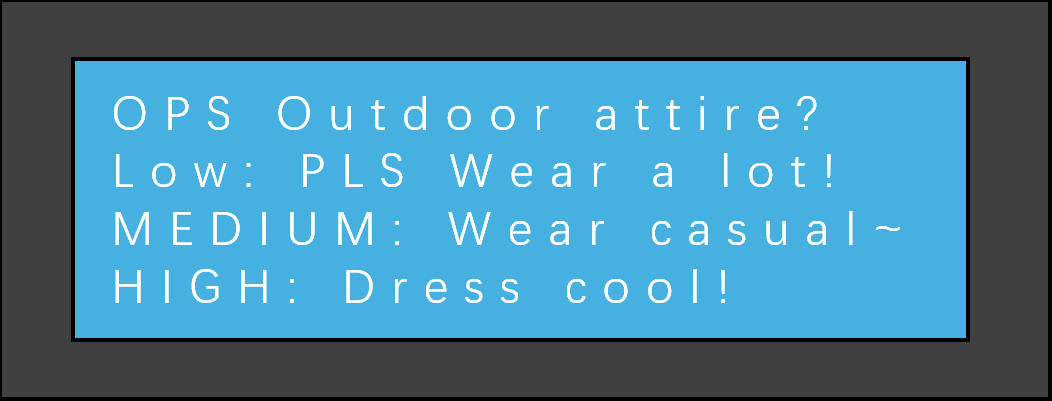 OPS Outdoor attire?
Low: PLS Wear a lot!
MEDIUM: Wear casual~
HIGH: Dress cool!